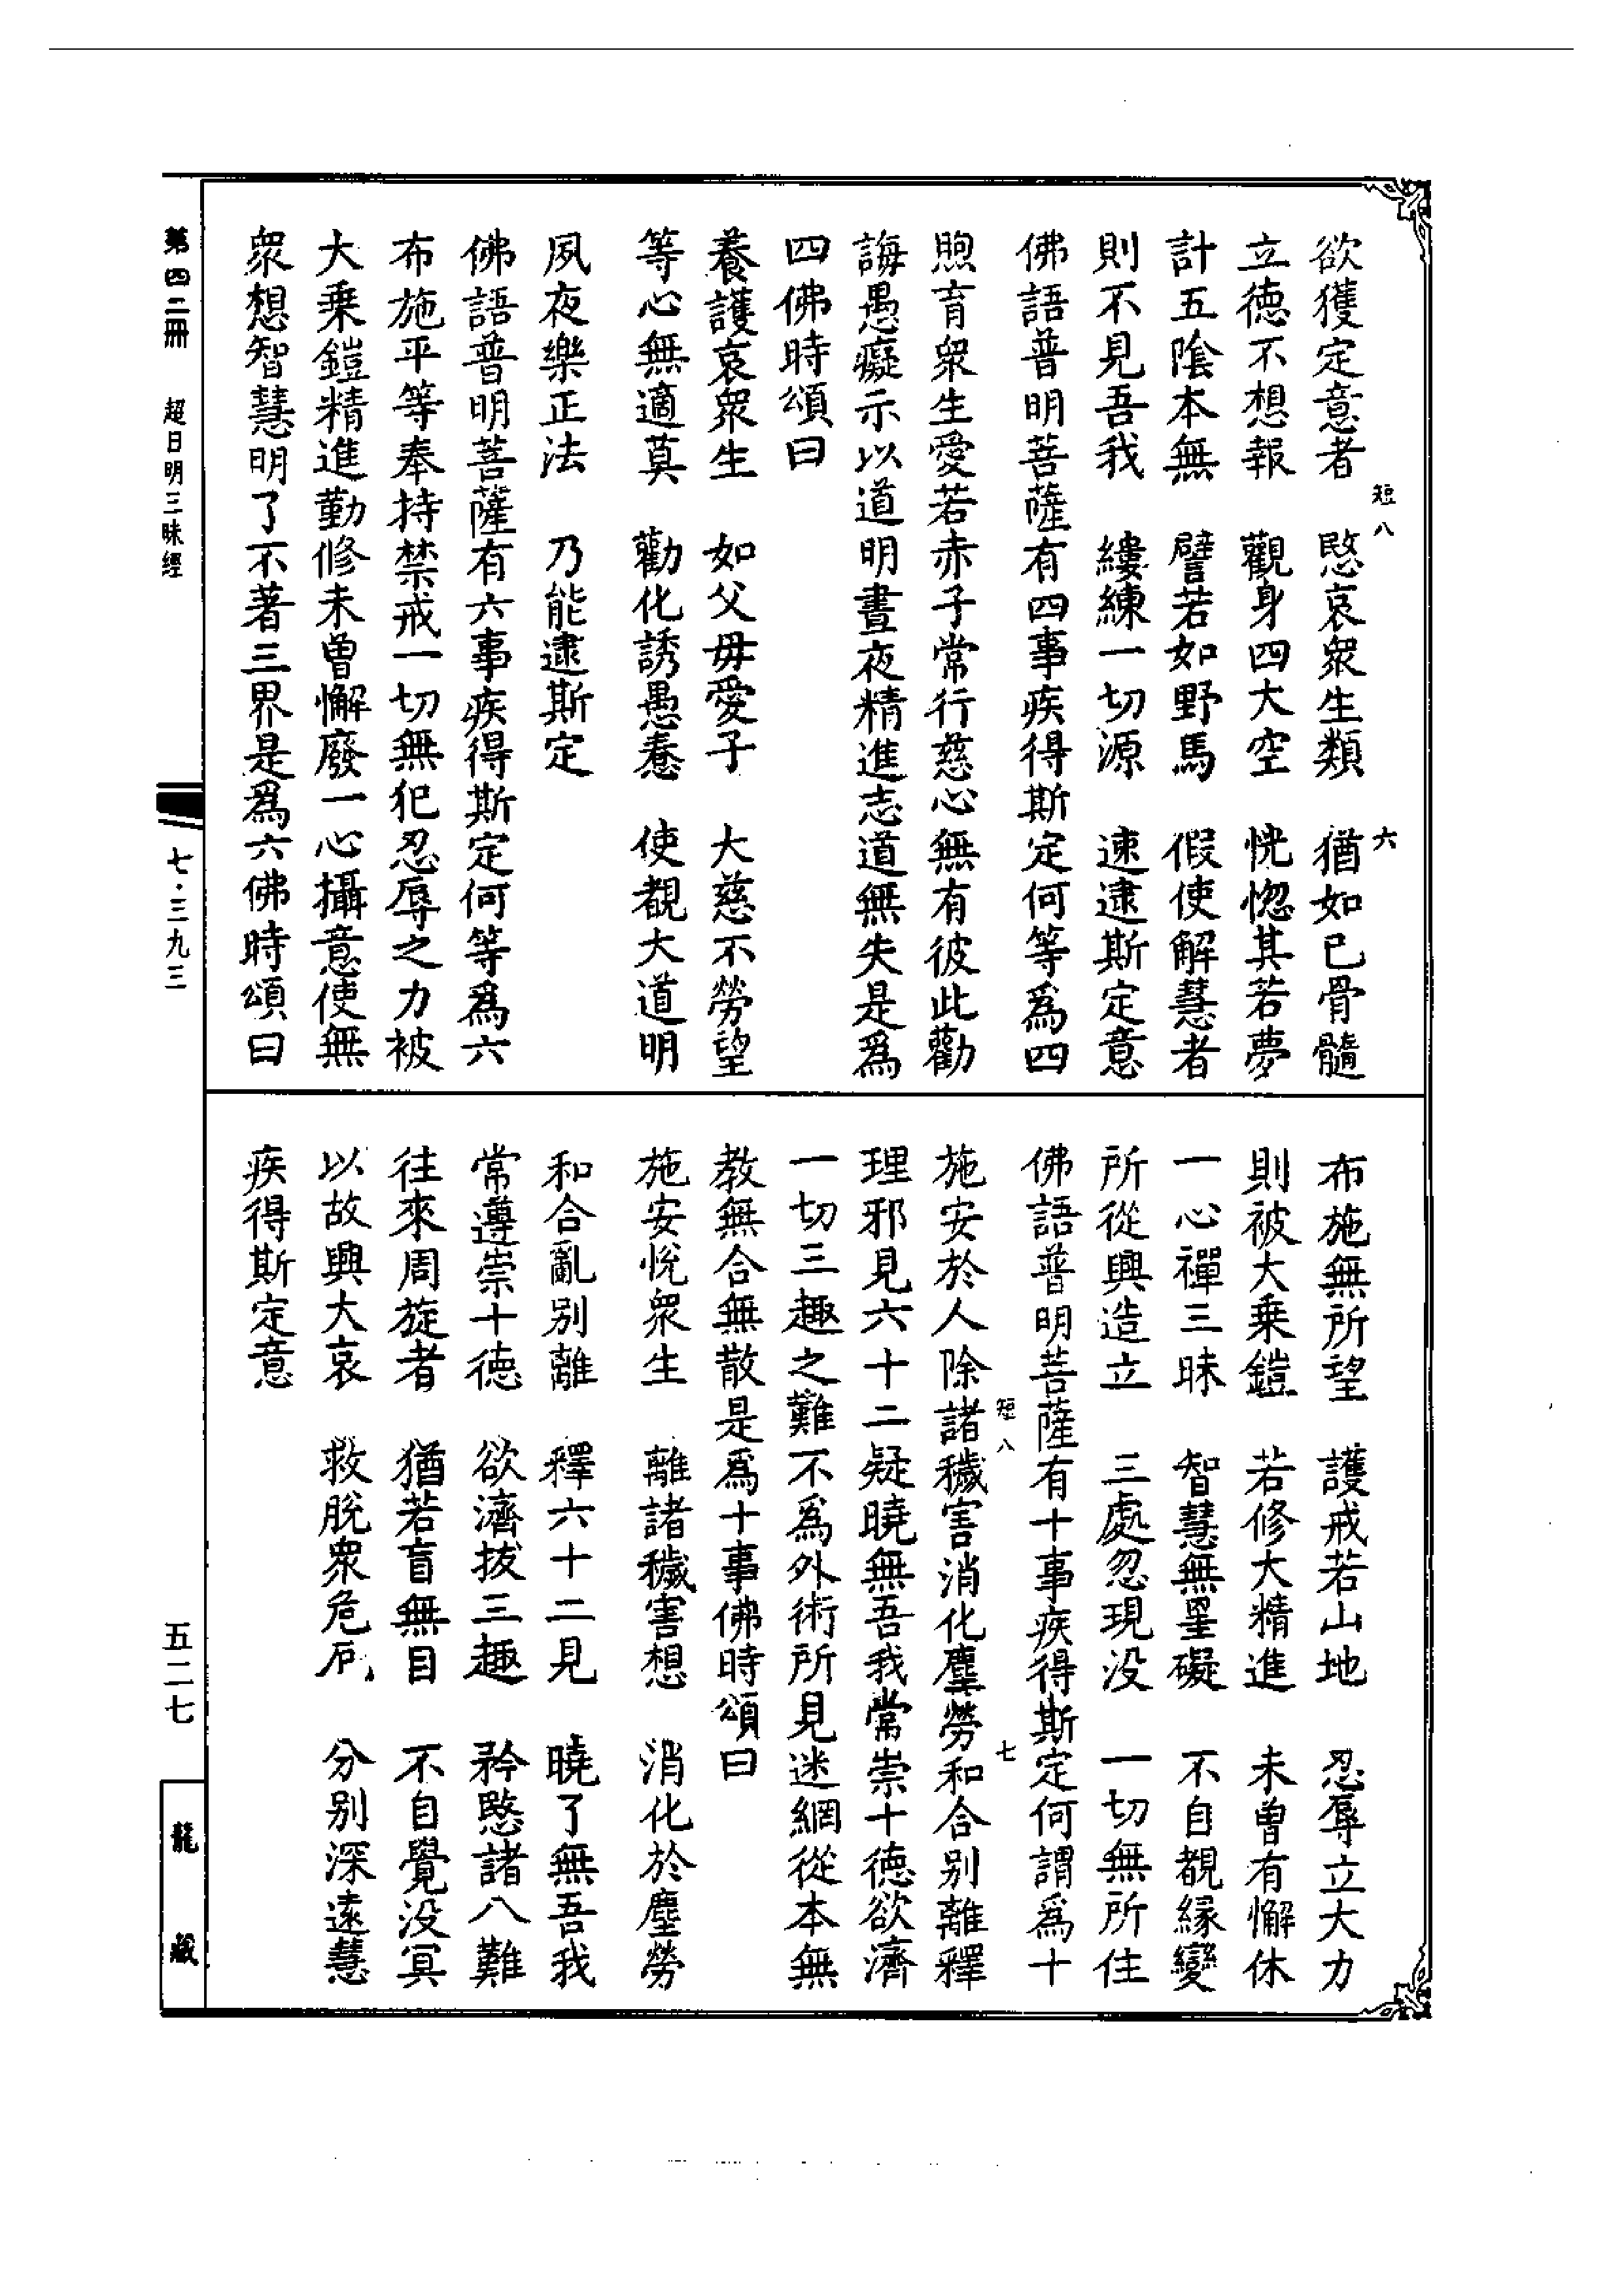 欲獲定意者　愍哀衆生類　猶如己骨髓
短八　六
立德不想報　觀身四大空　恍惚其若夢
計五陰本無　譬若如野馬　假使解慧者
則不見吾我　縷練一切源　速逮斯定意
佛語普明菩薩有四事疾得斯定何等爲四
煦育衆生愛若赤子常行慈心無有彼此勸
誨愚癡示以道明晝夜精進志道無失是爲
四佛時頌曰
養護哀衆生　如父毋愛子　大慈不勞望
等心無適莫　勸化誘愚惷　使覩大道明
夙夜樂正法　乃能逮斯定
佛語普明菩薩有六事疾得斯定何等爲六
布施平等奉持禁戒一切無犯忍辱之力被
大乗鎧精進勤修未曾懈廢一心攝意使無
衆想智慧明了不著三界是爲六佛時頌曰
布施無所望　護戒若山地　忍辱立大力
則被大乗鎧　若修大精進　未曾有懈休
一心禪三昧　智慧無罣礙　不自覩緣變
所從興造立　三處忽現没　一切無所住
佛語普明菩薩有十事疾得斯定何謂爲十
短八　七
施安於人除諸穢害消化塵勞和合别離釋
理邪見六十二疑曉無吾我常崇十德欲濟
一切三趣之難不爲外術所見迷網從本無
教無合無散是爲十事佛時頌曰
施安悅衆生　離諸穢害想　消化於塵勞
和合亂别離　釋六十二見　曉了無吾我
常遵崇十德　欲濟拔三趣　矜愍諸八難
往來周旋者　猶若盲無目　不自覺没冥
以故興大哀　救脫衆危厄　分别深遠慧
疾得斯定意
第四二冊　超日明三昧經　七·三九三　五二七　龍藏